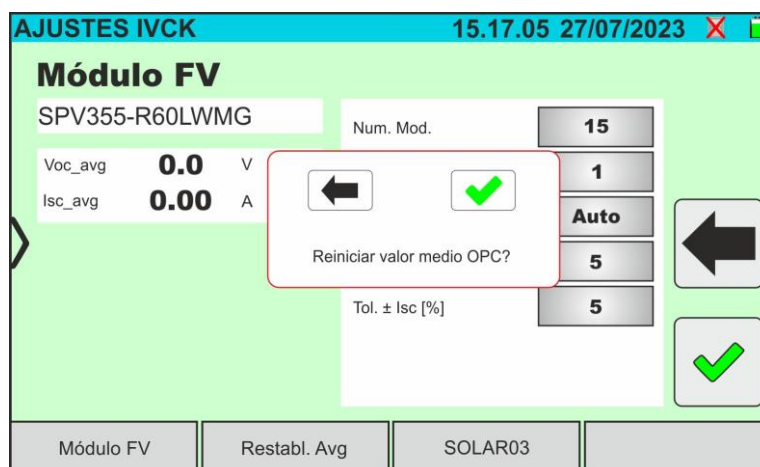 AJUSTES IVCK 15.17.05 27/07/2023
Módulo FV
SPV355-R60LWMG
Num. Mod. 15
Voc_avg 0.0 V
1
Isc_avg 0.00 A
Auto
Reiniciar valor medio OPC?
5
Tol. ± Isc [%] 5
Módulo FV Restabl. Avg SOLAR03